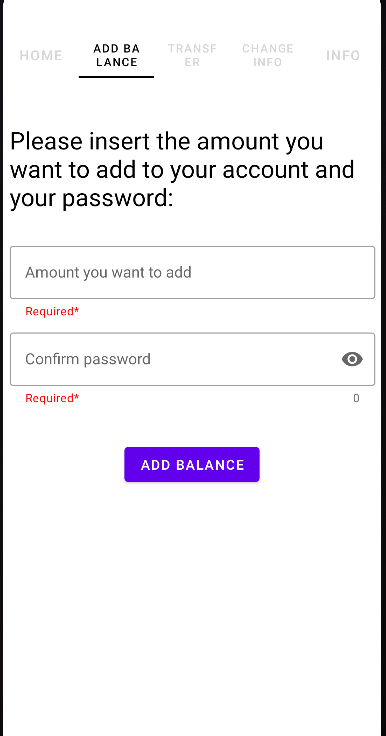 HOME
ADD BA
LANCE
TRANSF
ER
CHANGE
INFO
INFO
Please insert the amount you
want to add to your account and
your password:
Amount you want to add
Required*
Confirm password
Required* 0
ADD BALANCE